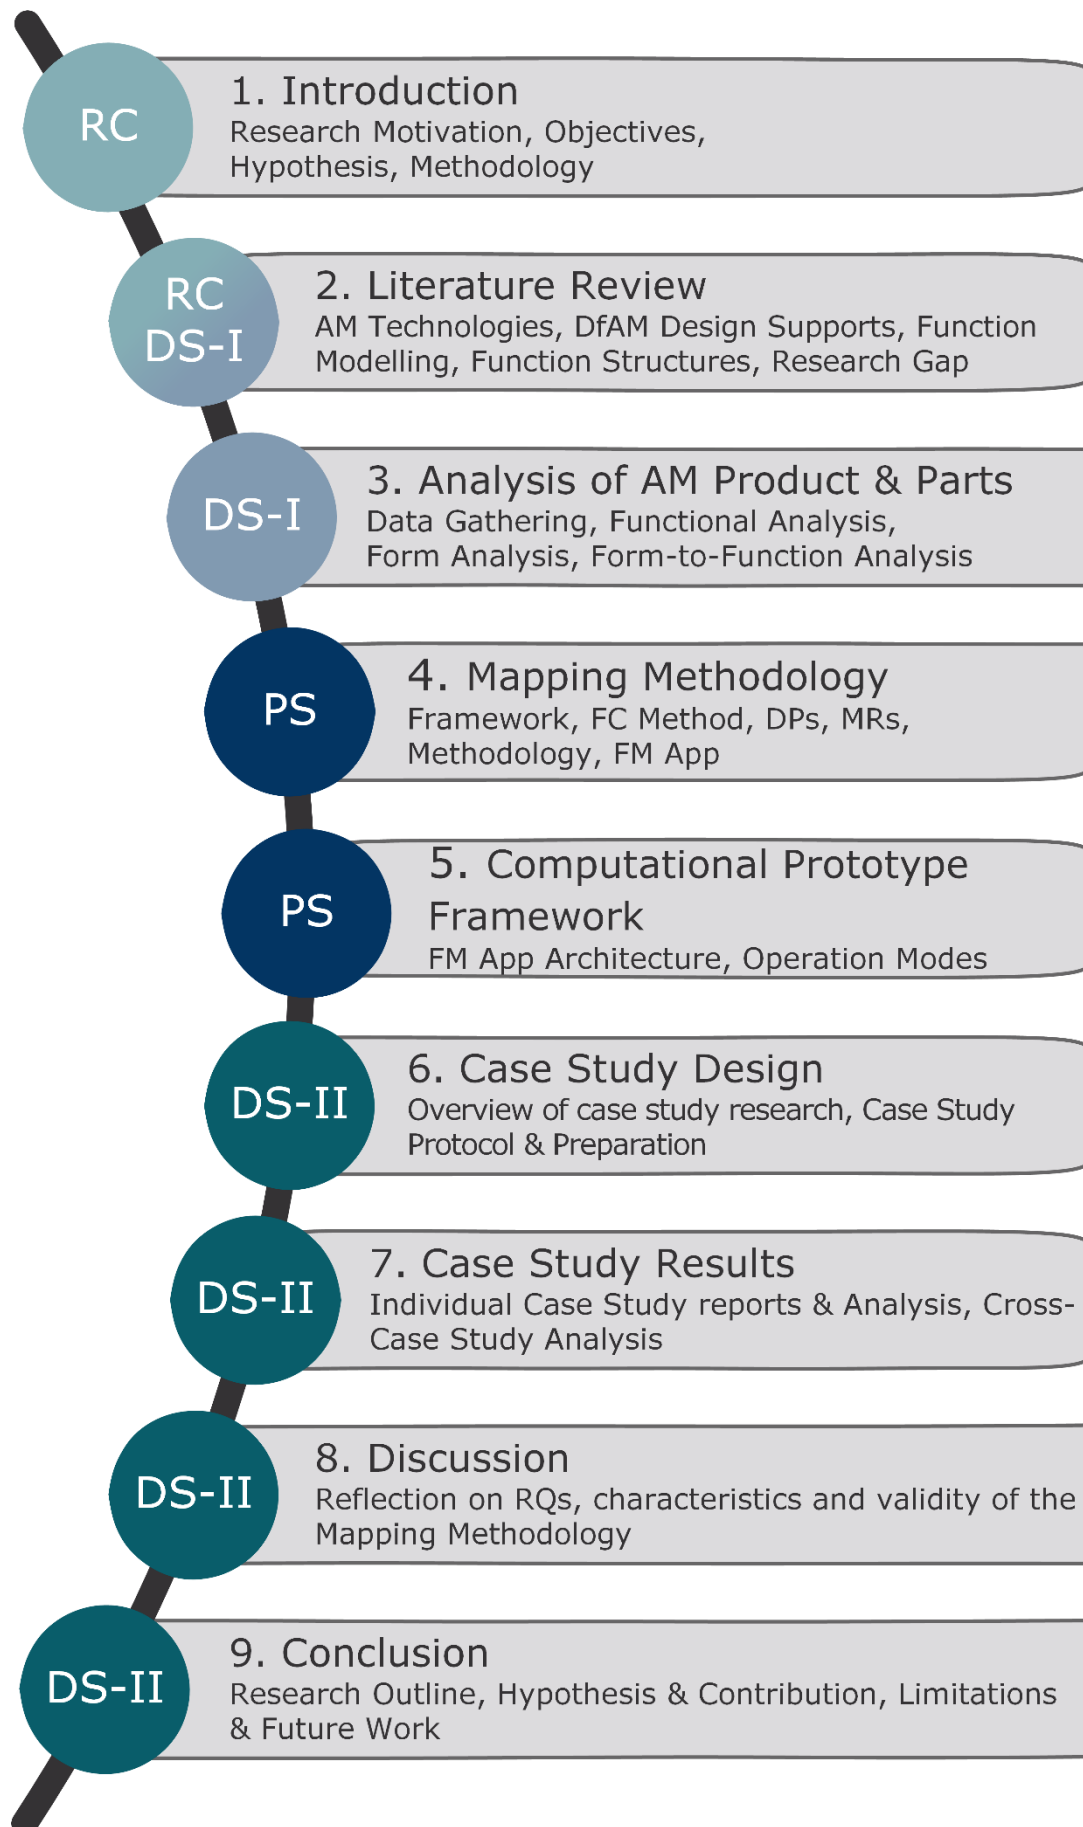 RC
1. Introduction
Research Motivation, Objectives,
Hypothesis, Methodology
RC
DS-I
2. Literature Review
AM Technologies, DfAM Design Supports, Function
Modelling, Function Structures, Research Gap
DS-I
3. Analysis of AM Product & Parts
Data Gathering, Functional Analysis,
Form Analysis, Form-to-Function Analysis
PS
4. Mapping Methodology
Framework, FC Method, DPs, MRs,
Methodology, FM App
PS
5. Computational Prototype
Framework
FM App Architecture, Operation Modes
DS-II
6. Case Study Design
Overview of case study research, Case Study
Protocol & Preparation
DS-II
7. Case Study Results
Individual Case Study reports & Analysis, Cross-
Case Study Analysis
DS-II
8. Discussion
Reflection on RQs, characteristics and validity of the
Mapping Methodology
DS-II
9. Conclusion
Research Outline, Hypothesis & Contribution, Limitations
& Future Work